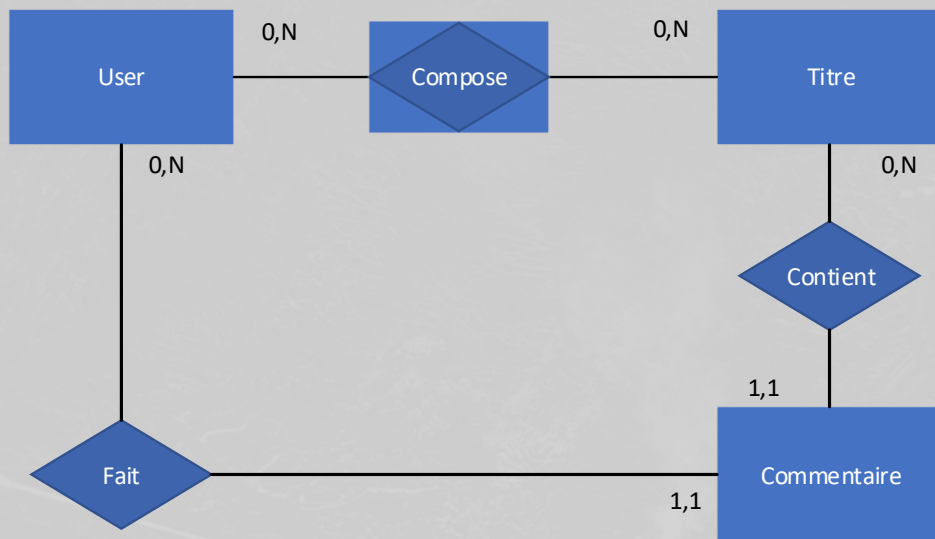 0,N
0,N
User
Compose
Titre
0,N
0,N
Contient
1,1
Fait
Commentaire
1,1